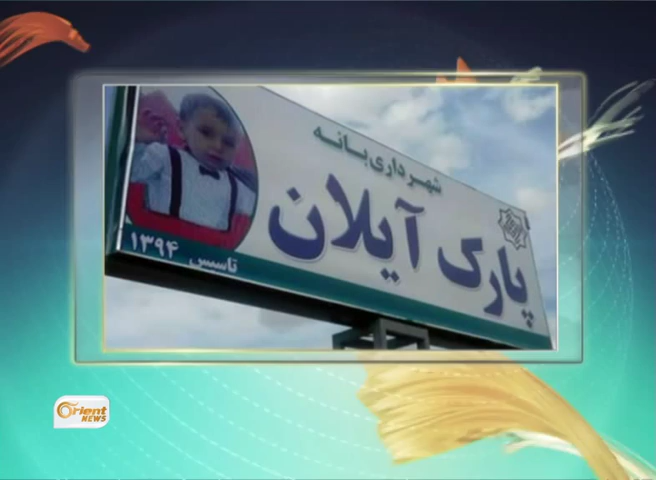 شهرداری بانه
پارک آیلان
تاسیس ۱۳۹۴
Orient
NEWS